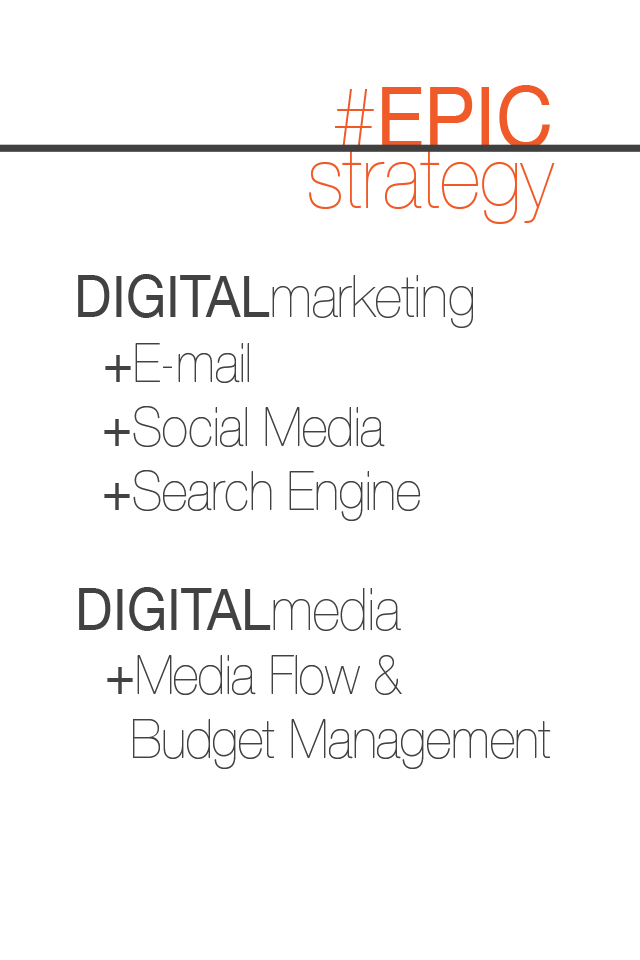 #EPIC
strategy
DIGITALmarketing
+E-mail
+Social Media
+Search Engine
DIGITALmedia
+Media Flow &
Budget Management